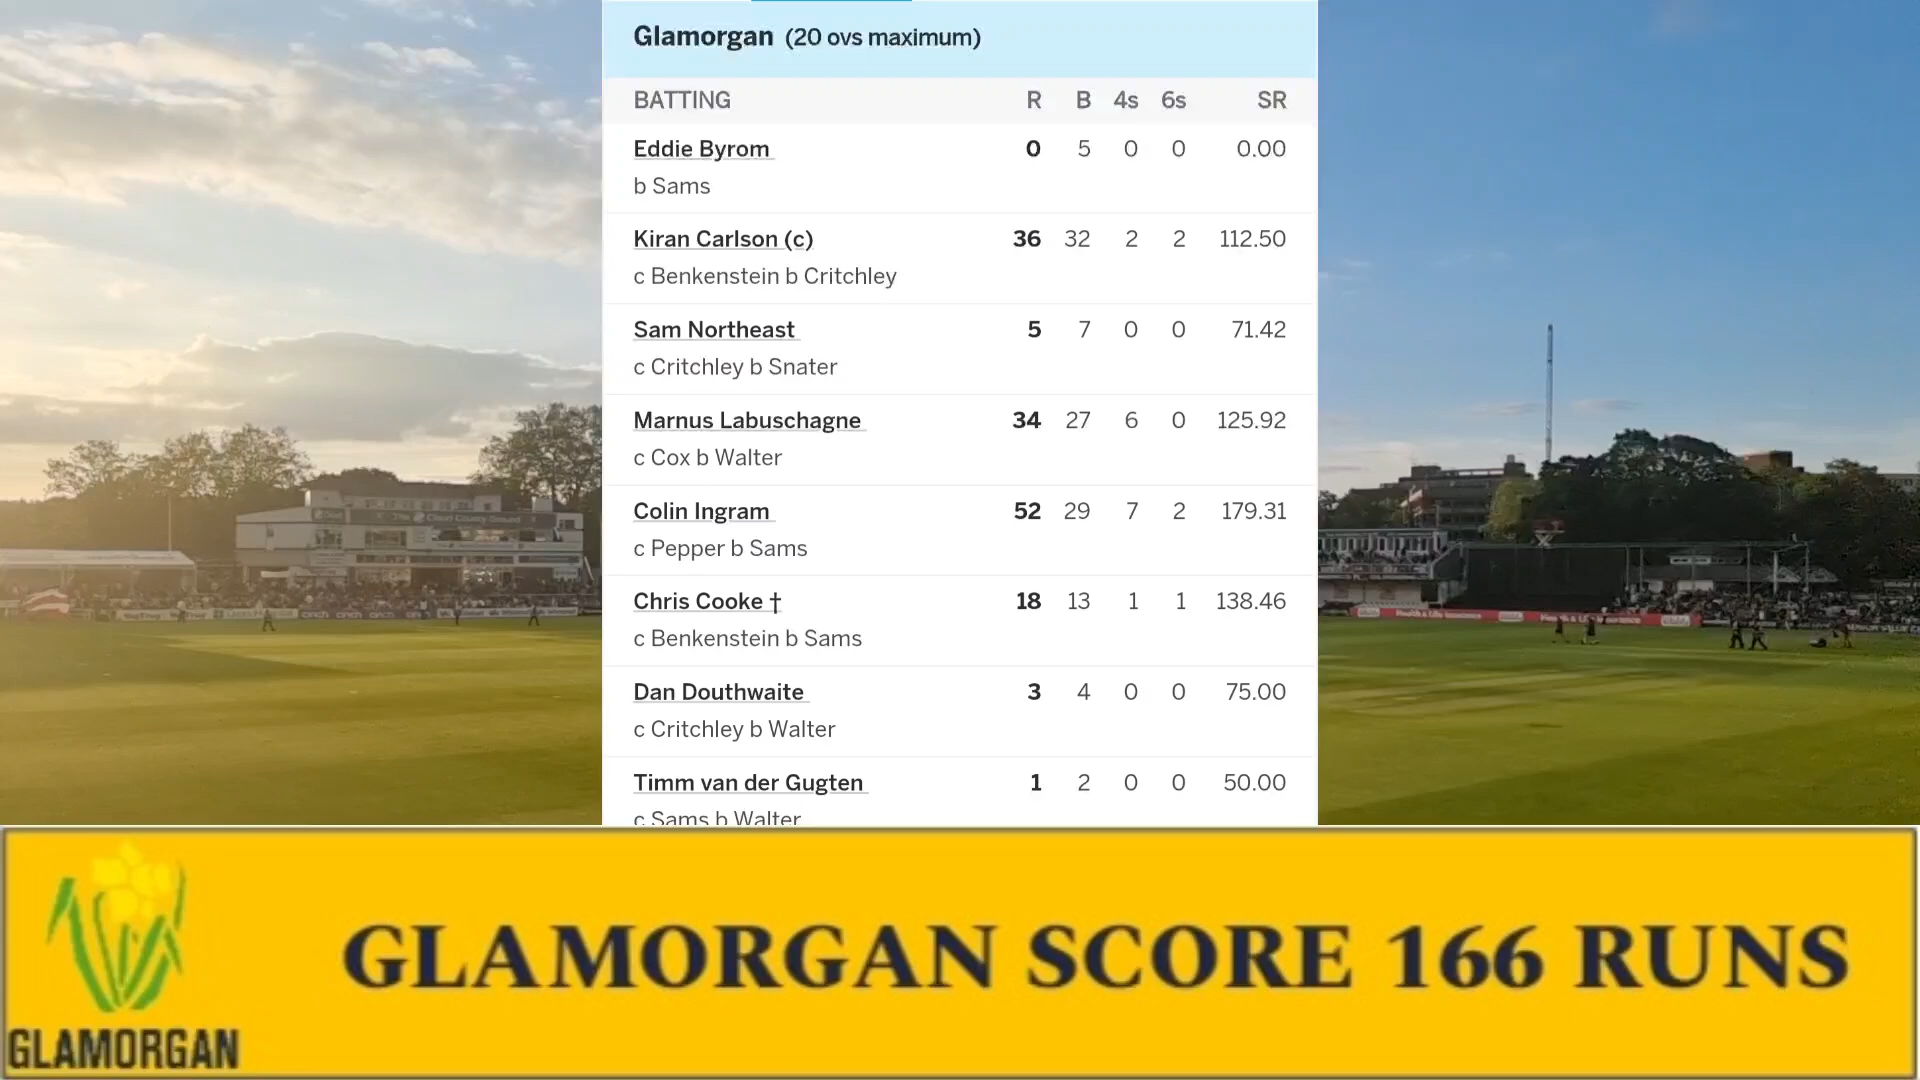 Glamorgan (20 ovs maximum)
BATTING R B 4s 6s SR
Eddie Byrom 0 5 0 0 0.00
b Sams
Kiran Carlson (c) 36 32 2 2 112.50
c Benkenstein b Critchley
Sam Northeast 5 7 0 0 71.42
c Critchley b Snater
Marnus Labuschagne 34 27 6 0 125.92
c Cox b Walter
Colin Ingram 52 29 7 2 179.31
c Pepper b Sams
Chris Cooke † 18 13 1 1 138.46
c Benkenstein b Sams
Dan Douthwaite 3 4 0 0 75.00
c Critchley b Walter
Timm van der Gugten 1 2 0 0 50.00
c Sams b Walter
GLAMORGAN SCORE 166 RUNS
GLAMORGAN